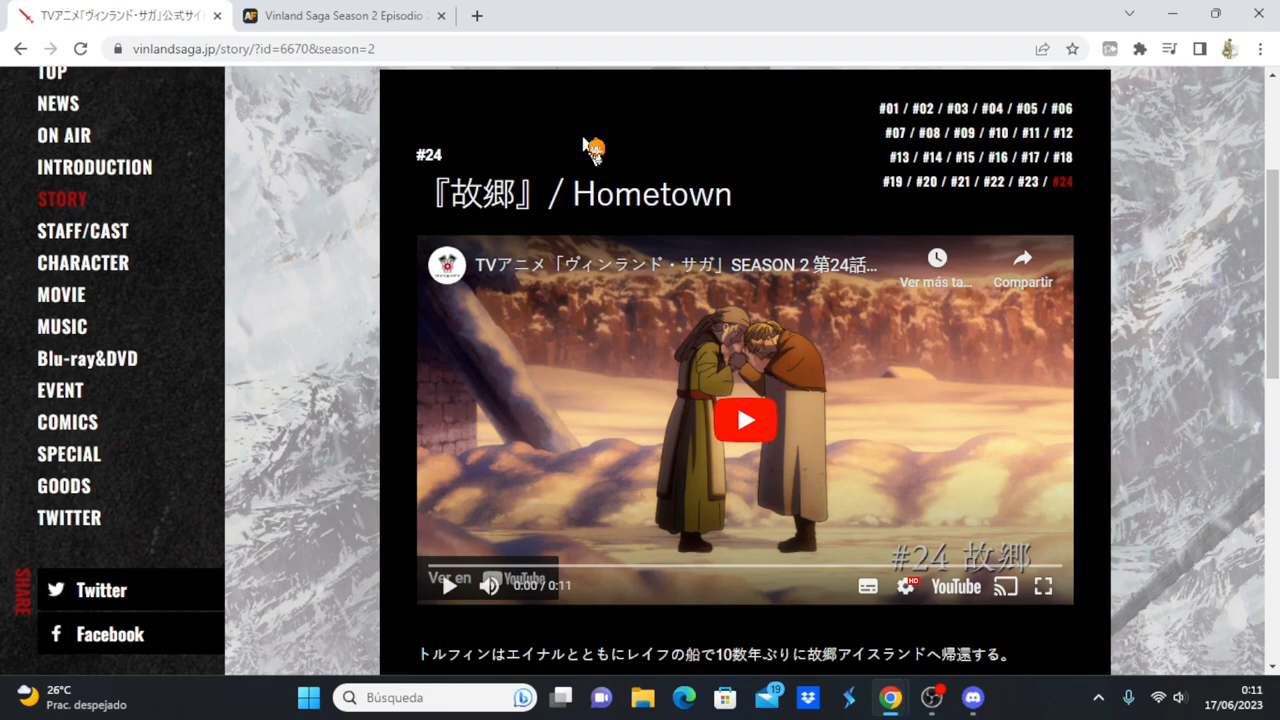 TVアニメ「ヴィンランド・サガ」公式サイ
Vinland Saga Season 2 Episodio
vinlandsaga.jp/story/?id=6670&season=2
TOP
NEWS
ON AIR
INTRODUCTION
STORY
STAFF/CAST
CHARACTER
MOVIE
MUSIC
Blu-ray&DVD
EVENT
COMICS
SPECIAL
GOODS
TWITTER
SHARE
Twitter
Facebook
#01 / #02 / #03 / #04 / #05 / #06
#07 / #08 / #09 / #10 / #11 / #12
#13 / #14 / #15 / #16 / #17 / #18
#19 / #20 / #21 / #22 / #23 / #24
#24
『故郷』/ Hometown
TVアニメ「ヴィンランド・サガ」SEASON 2 第24話...
Ver más ta...
Compartir
#24 故郷
Ver en YouTube
0:00 / 0:11
HD
YouTube
トルフィンはエイナルとともにレイフの船で10数年ぶりに故郷アイスランドへ帰還する。
26°C
Prac. despejado
Búsqueda
19
0:11
17/06/2023